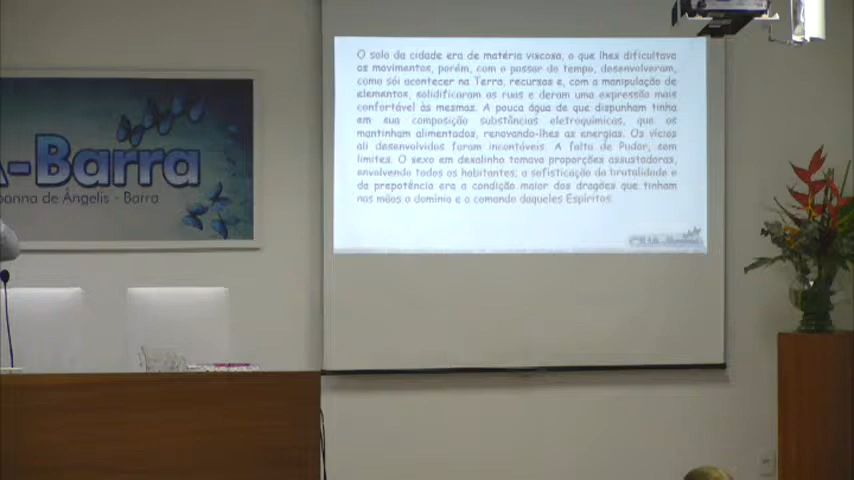 O solo da cidade era de matéria viscosa, o que lhes dificultava
os movimentos, porém, com o passar do tempo, desenvolveram,
como sói acontecer na Terra, recursos e, com a manipulação de
elementos, solidificaram as ruas e deram uma expressão mais
confortável às mesmas. A pouca água de que dispunham tinha
em sua composição substâncias eletroquímicas, que os
mantinham alimentados, renovando-lhes as energias. Os vícios
ali desenvolvidos foram incontáveis. A falta de Pudor, sem
limites. O sexo em desalinho tomava proporções assustadoras,
envolvendo todos os habitantes; a sofisticação da brutalidade e
da prepotência era a condição maior dos dragões que tinham
nas mãos o domínio e o comando daqueles Espíritos.
A-Barra
anna de Ângelis - Barra